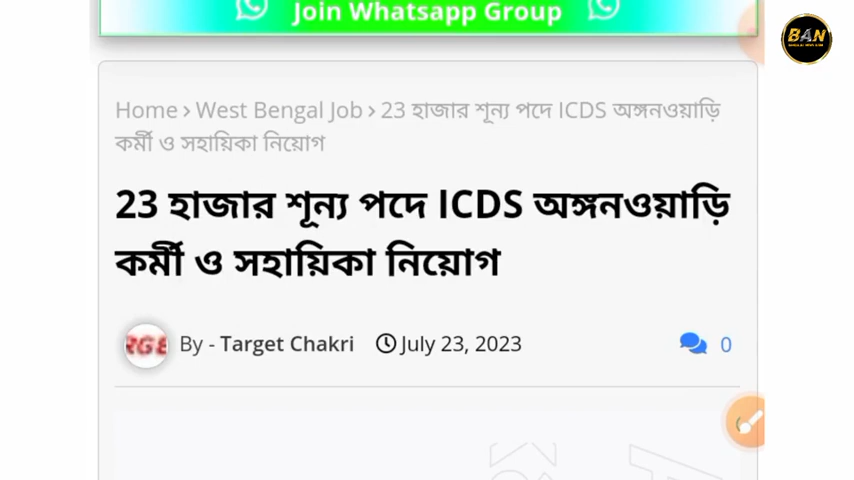 Join Whatsapp Group
BAN
Home > West Bengal Job > 23 হাজার শূন্য পদে ICDS অঙ্গনওয়াড়ি
কর্মী ও সহায়িকা নিয়োগ
23 হাজার শূন্য পদে ICDS অঙ্গনওয়াড়ি
কর্মী ও সহায়িকা নিয়োগ
By - Target Chakri July 23, 2023 0